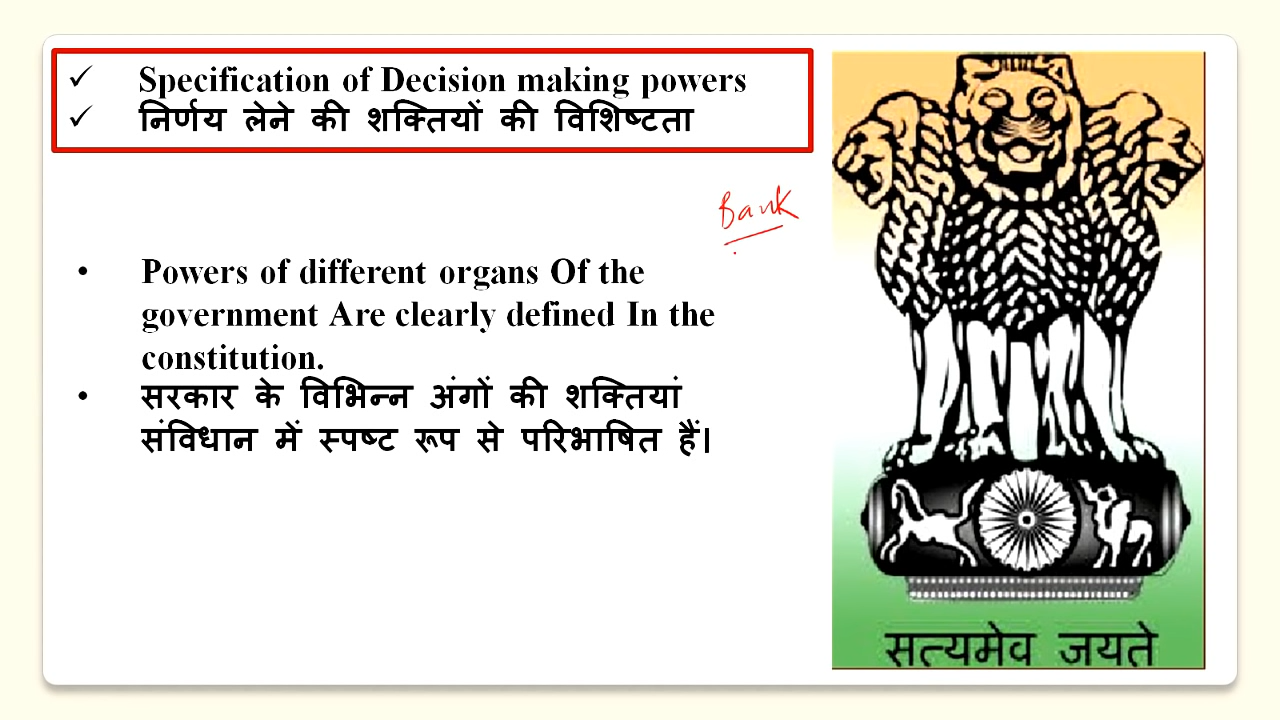 ✓ Specification of Decision making powers
✓ निर्णय लेने की शक्तियों की विशिष्टता
Bank
• Powers of different organs Of the
government Are clearly defined In the
constitution.
• सरकार के विभिन्न अंगों की शक्तियां
संविधान में स्पष्ट रूप से परिभाषित हैं।
सत्यमेव जयते